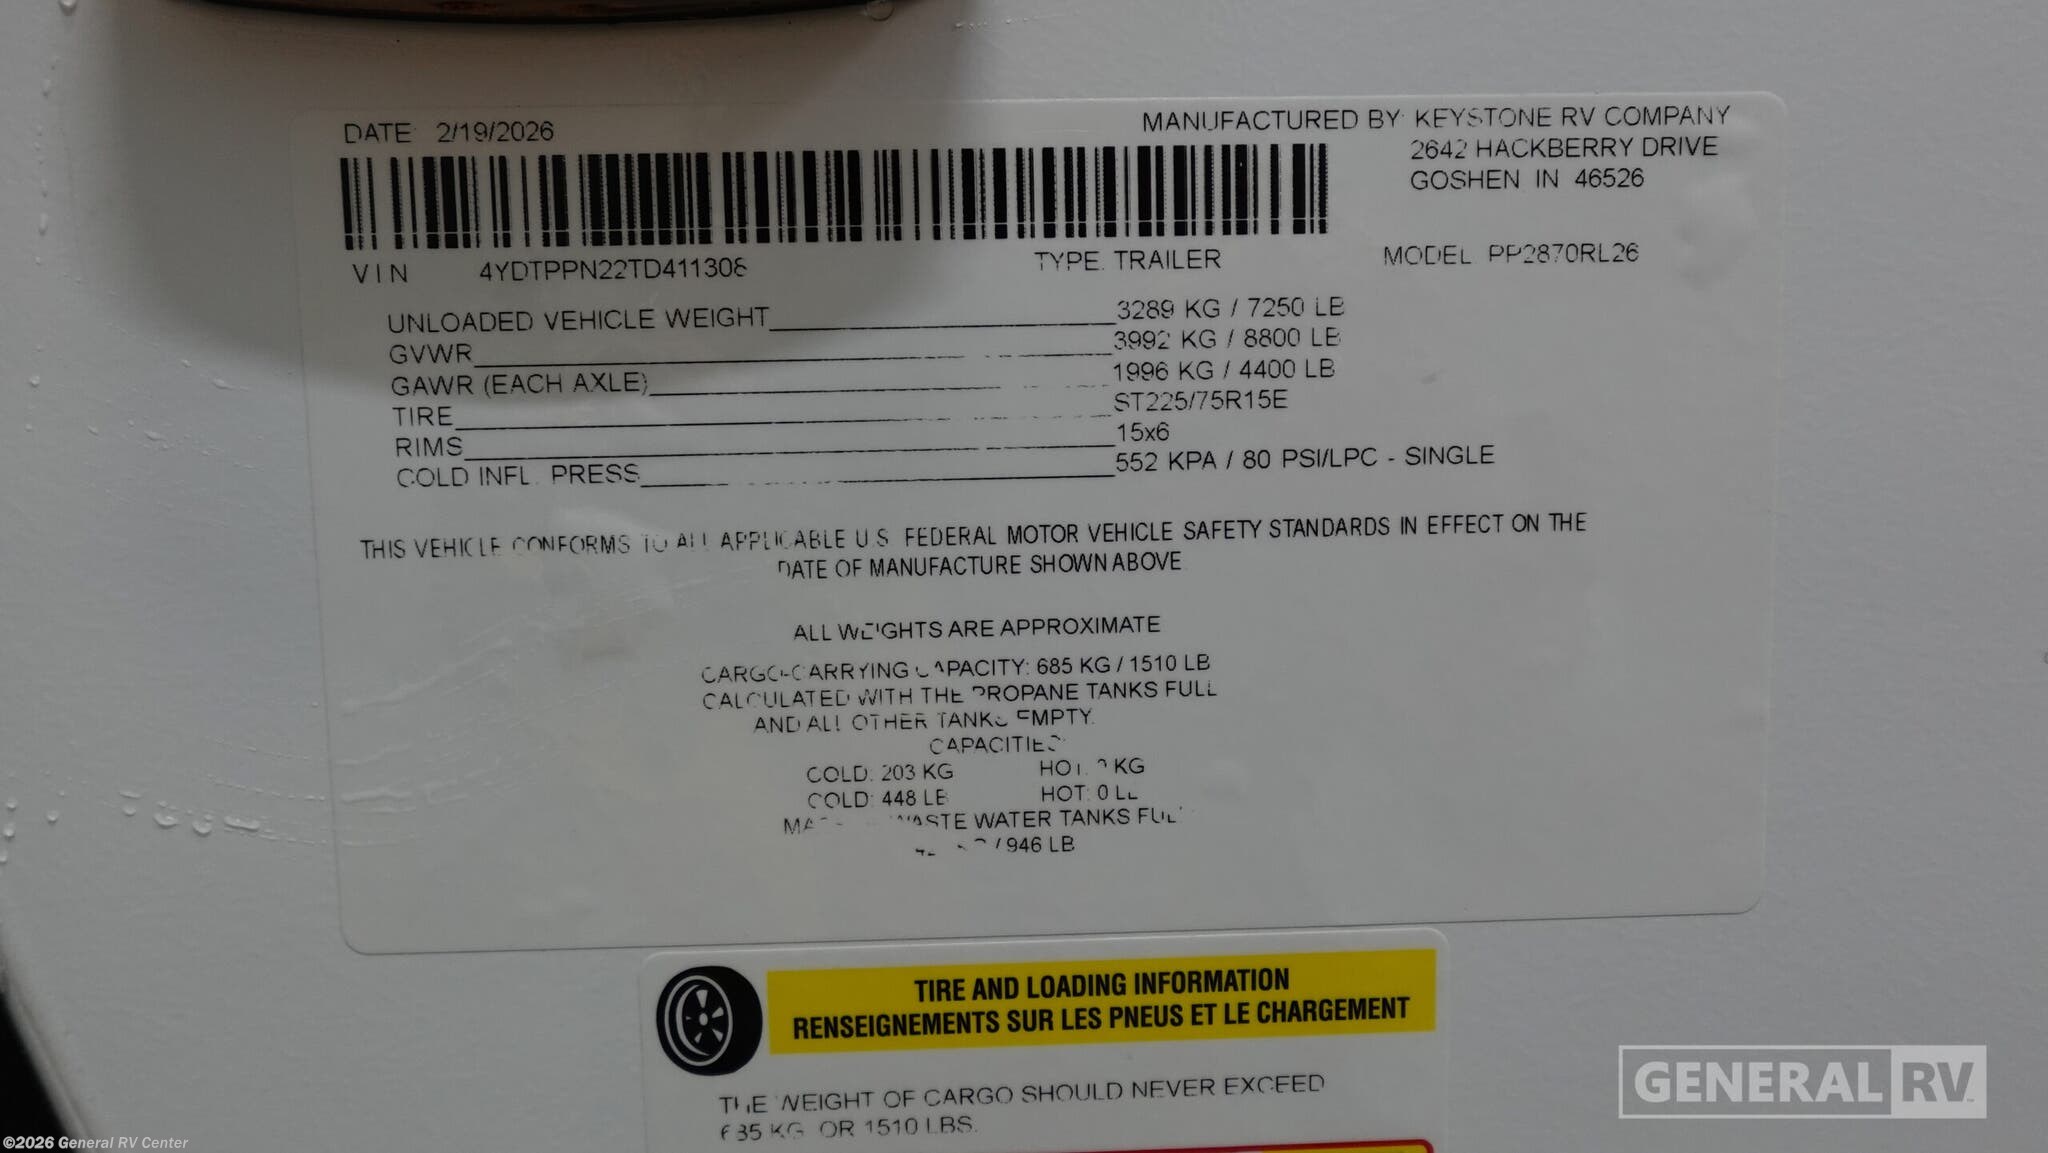 DATE: 2/19/2026
MANUFACTURED BY: KEYSTONE RV COMPANY
2642 HACKBERRY DRIVE
GOSHEN IN 46526
VIN 4YDTPPN22TD411308 TYPE: TRAILER MODEL PP2870RL26
UNLOADED VEHICLE WEIGHT 3289 KG / 7250 LB
GVWR 3992 KG / 8800 LB
GAWR (EACH AXLE) 1996 KG / 4400 LB
TIRE ST225/75R15E
RIMS 15x6
COLD INFL. PRESS 552 KPA / 80 PSI/LPC - SINGLE
THIS VEHICLE CONFORMS TO ALL APPLICABLE U.S. FEDERAL MOTOR VEHICLE SAFETY STANDARDS IN EFFECT ON THE
DATE OF MANUFACTURE SHOWN ABOVE
ALL WEIGHTS ARE APPROXIMATE
CARGO-CARRYING CAPACITY: 685 KG / 1510 LB
CALCULATED WITH THE PROPANE TANKS FULL
AND ALL OTHER TANKS EMPTY.
CAPACITIES:
COLD: 203 KG HOT: KG
COLD: 448 LB HOT: 0 LB
WASTE WATER TANKS FULL
/ 946 LB
TIRE AND LOADING INFORMATION
RENSEIGNEMENTS SUR LES PNEUS ET LE CHARGEMENT
THE WEIGHT OF CARGO SHOULD NEVER EXCEED
685 KG OR 1510 LBS.
GENERAL RV
©2026 General RV Center